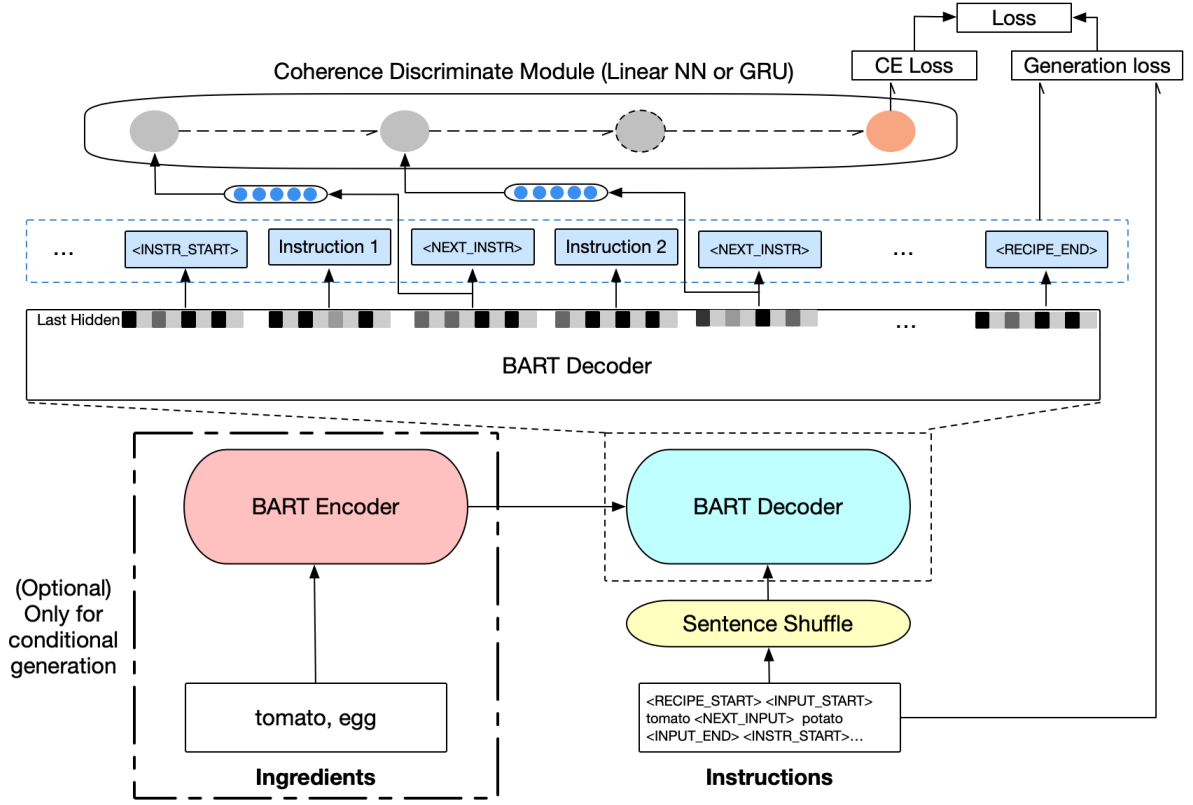 Loss
CE Loss
Generation loss
Coherence Discriminate Module (Linear NN or GRU)
...
<INSTR_START>
Instruction 1
<NEXT_INSTR>
Instruction 2
<NEXT_INSTR>
...
<RECIPE_END>
Last Hidden
...
BART Decoder
BART Encoder
BART Decoder
(Optional)
Only for
conditional
generation
Sentence Shuffle
tomato, egg
<RECIPE_START> <INPUT_START>
tomato <NEXT_INPUT> potato
<INPUT_END> <INSTR_START>...
Ingredients
Instructions